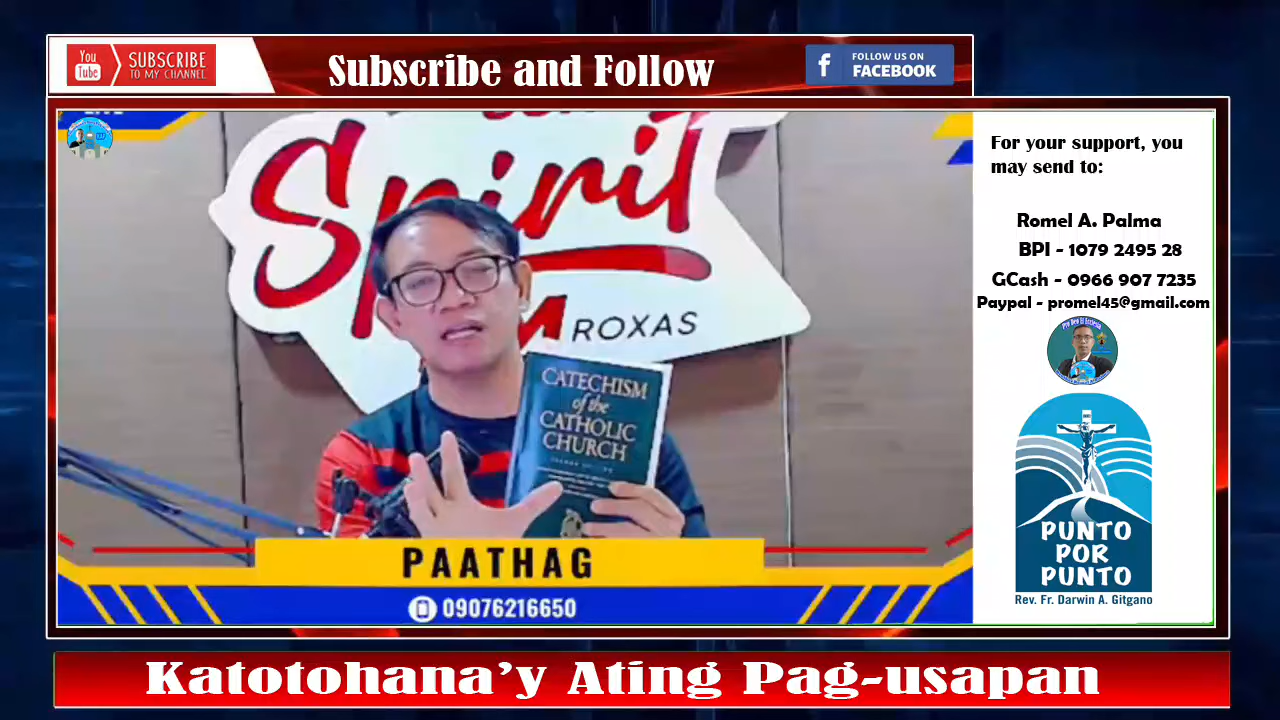 You
Tube
SUBSCRIBE
TO MY CHANNEL
Subscribe and Follow
FOLLOW US ON
FACEBOOK
Spirit
ROXAS
CATECHISM
of the
CATHOLIC
CHURCH
PAATHAG
09076216650
For your support, you
may send to:
Romel A. Palma
BPI - 1079 2495 28
GCash - 0966 907 7235
Paypal - promel45@gmail.com
PUNTO
POR
PUNTO
Rev. Fr. Darwin A. Gitgano
Katotohana'y Ating Pag-usapan